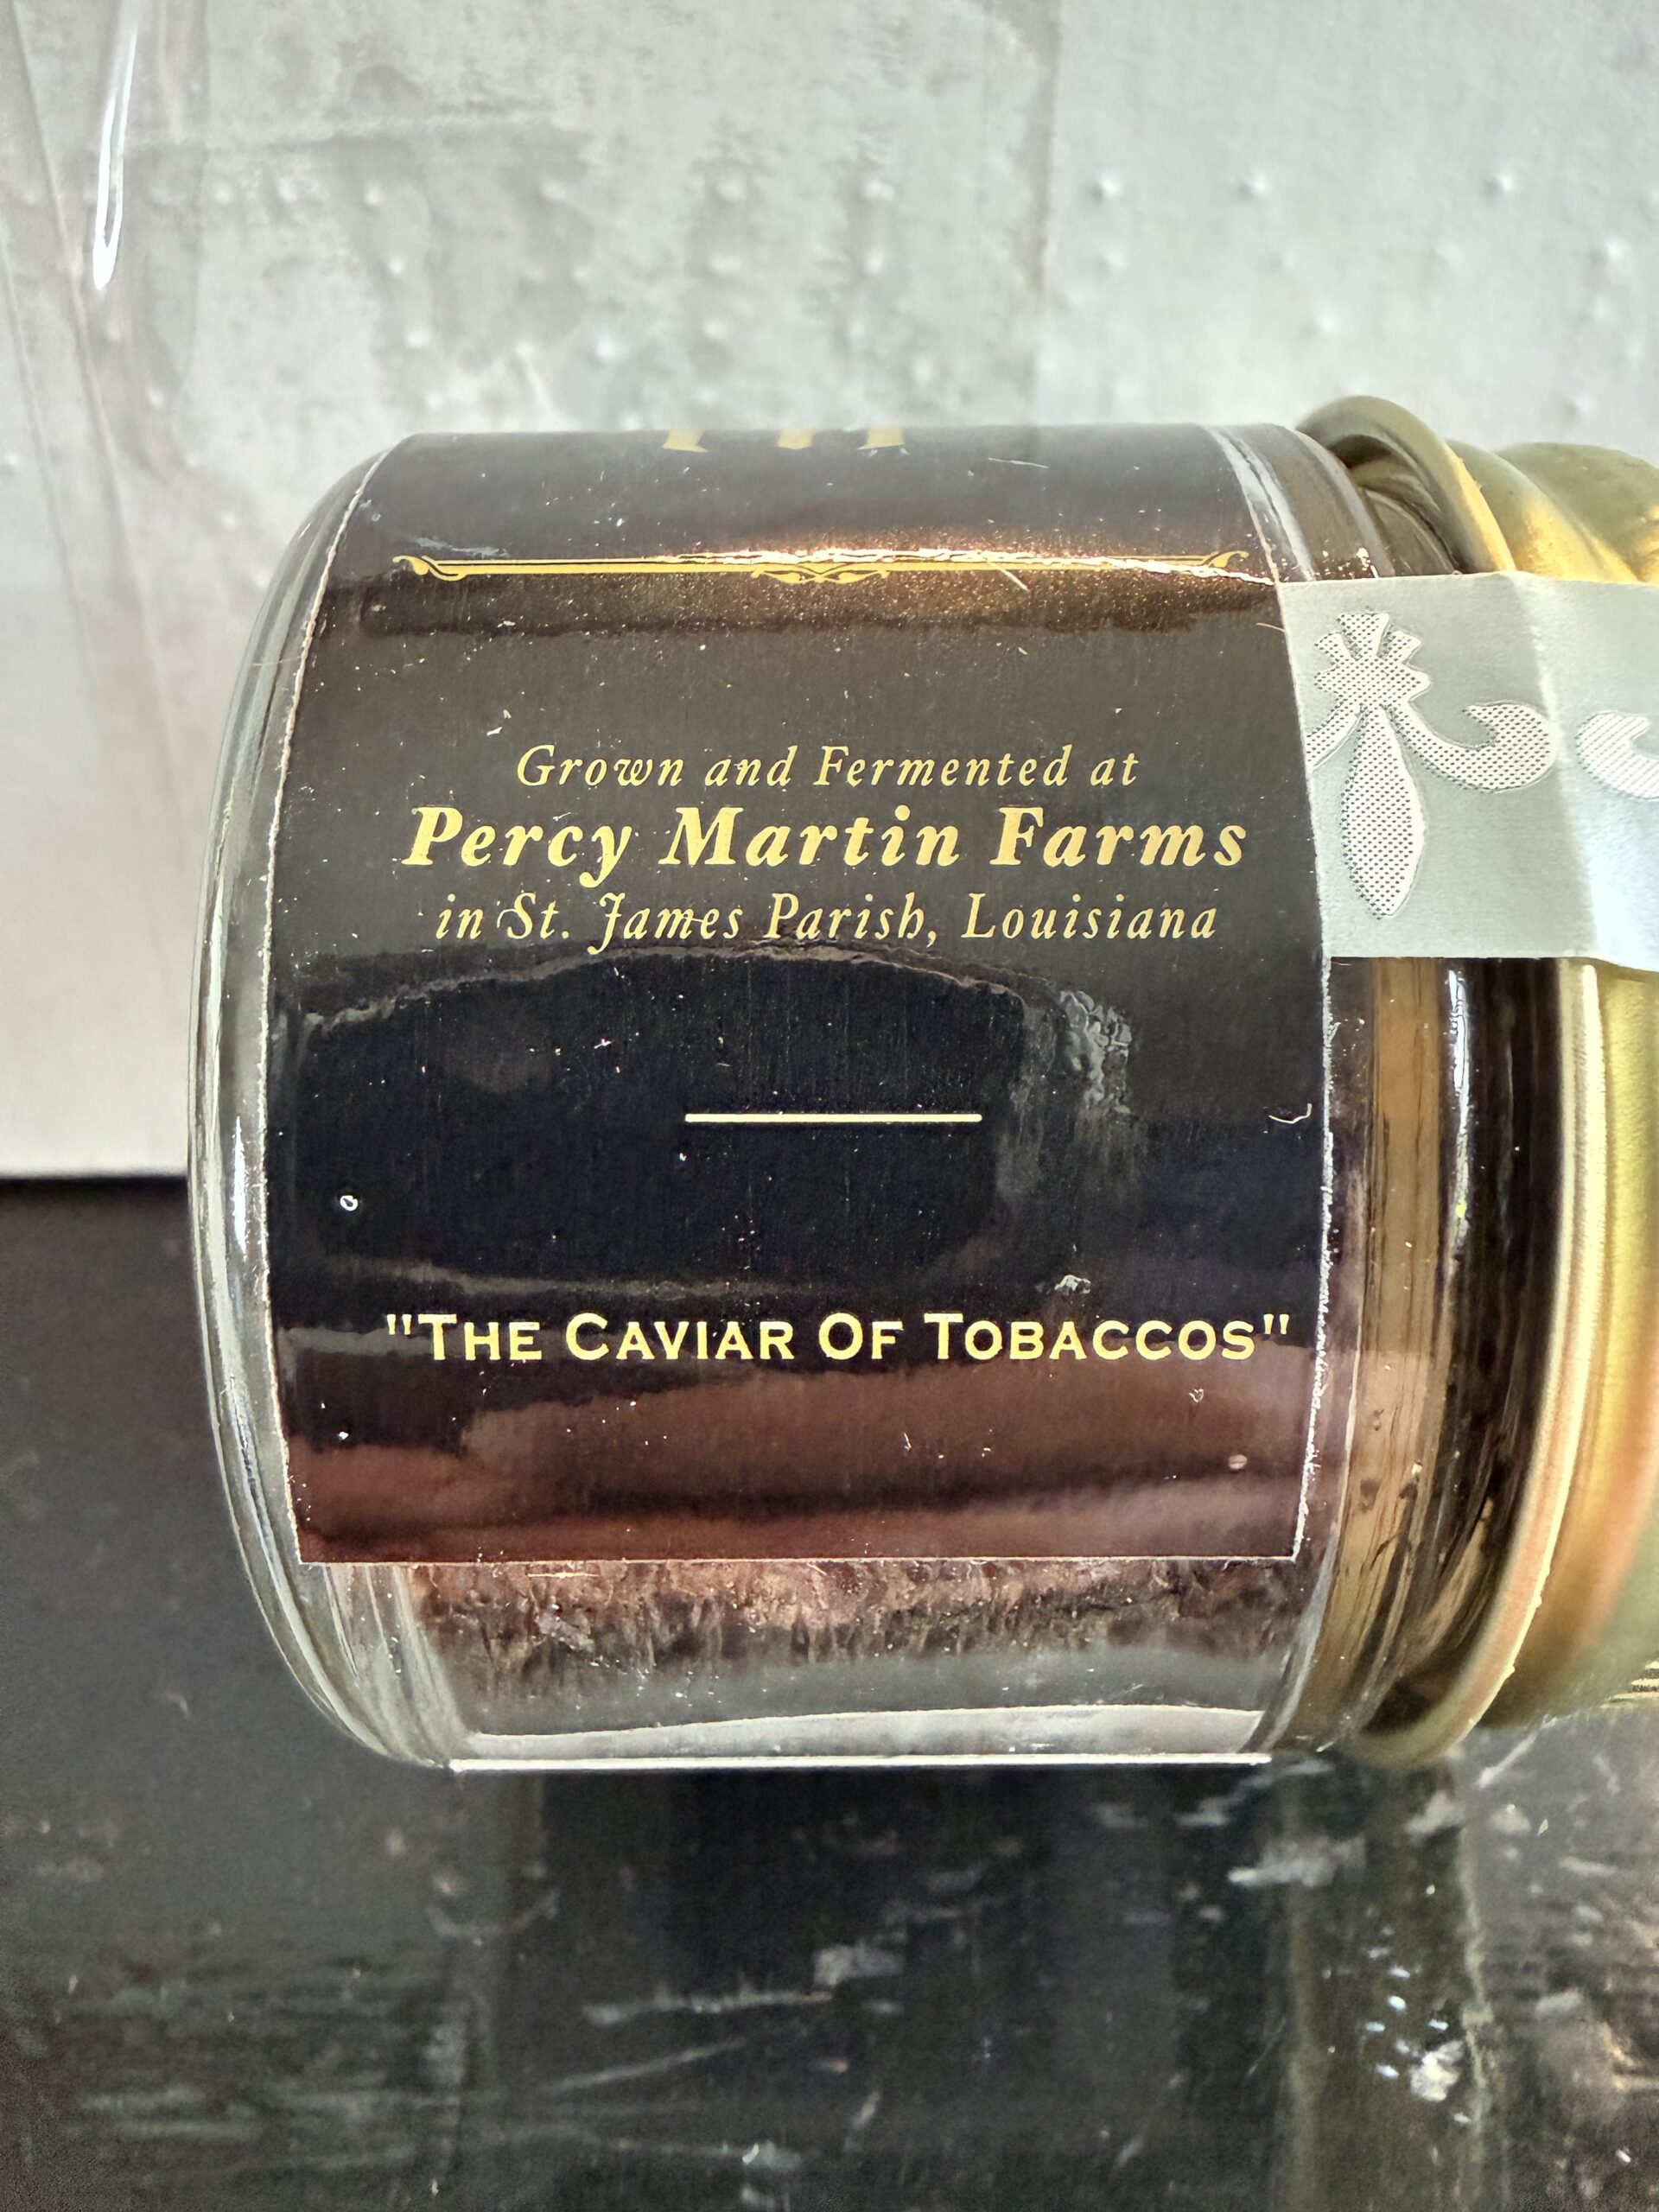 Grown and Fermented at
Percy Martin Farms
in St. James Parish, Louisiana
"THE CAVIAR OF TOBACCOS"